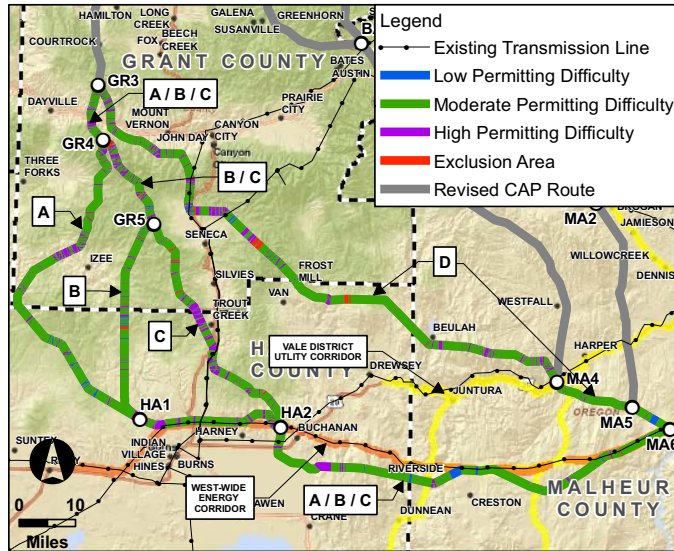 HAMILTON
LONG
CREEK
GALENA
SUSANVILLE
GREENHORN
FOX
BEECH
CREEK
COURTROCK
GRANT COUNTY
BATES
AUSTIN
GR3
DAYVILLE
A / B / C
MOUNT
VERNON
PRAIRIE
CITY
CANYON
CITY
JOHN DAY
Canyon
GR4
THREE
FORKS
B / C
A
GR5
IZEE
SENECA
B
SILVIES
FROST
MILL
VAN
TROUT
CREEK
C
D
BEULAH
WESTFALL
VALE DISTRICT
UTLITY CORRIDOR
COUNTY
DREWSEY
JUNTURA
HARPER
MA4
OREGON
MA5
MA6
HA1
HA2
HARNEY
BUCHANAN
20
SUNTEX
INDIAN
VILLAGE
HINES
BURNS
WEST-WIDE
ENERGY
CORRIDOR
CRANE
A / B / C
RIVERSIDE
DUNNEAN
CRESTON
MALHEUR
COUNTY
0 10
Miles
Legend
Existing Transmission Line
Low Permitting Difficulty
Moderate Permitting Difficulty
High Permitting Difficulty
Exclusion Area
Revised CAP Route
MA2
JAMIESON
WILLOWCREEK